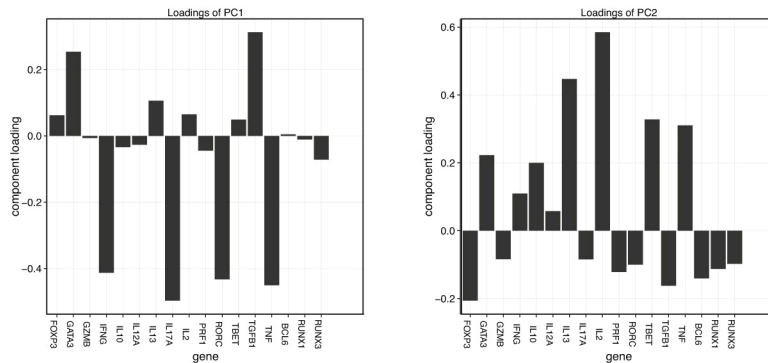 Loadings of PC1
component loading
0.2
0.0
−0.2
−0.4
FOXP3
GATA3
GZMB
IFNG
IL10
IL12A
IL13
IL17A
IL2
PRF1
RORC
TBET
TGFB1
TNF
BCL6
RUNX1
RUNX3
gene
Loadings of PC2
component loading
0.6
0.4
0.2
0.0
−0.2
FOXP3
GATA3
GZMB
IFNG
IL10
IL12A
IL13
IL17A
IL2
PRF1
RORC
TBET
TGFB1
TNF
BCL6
RUNX1
RUNX3
gene